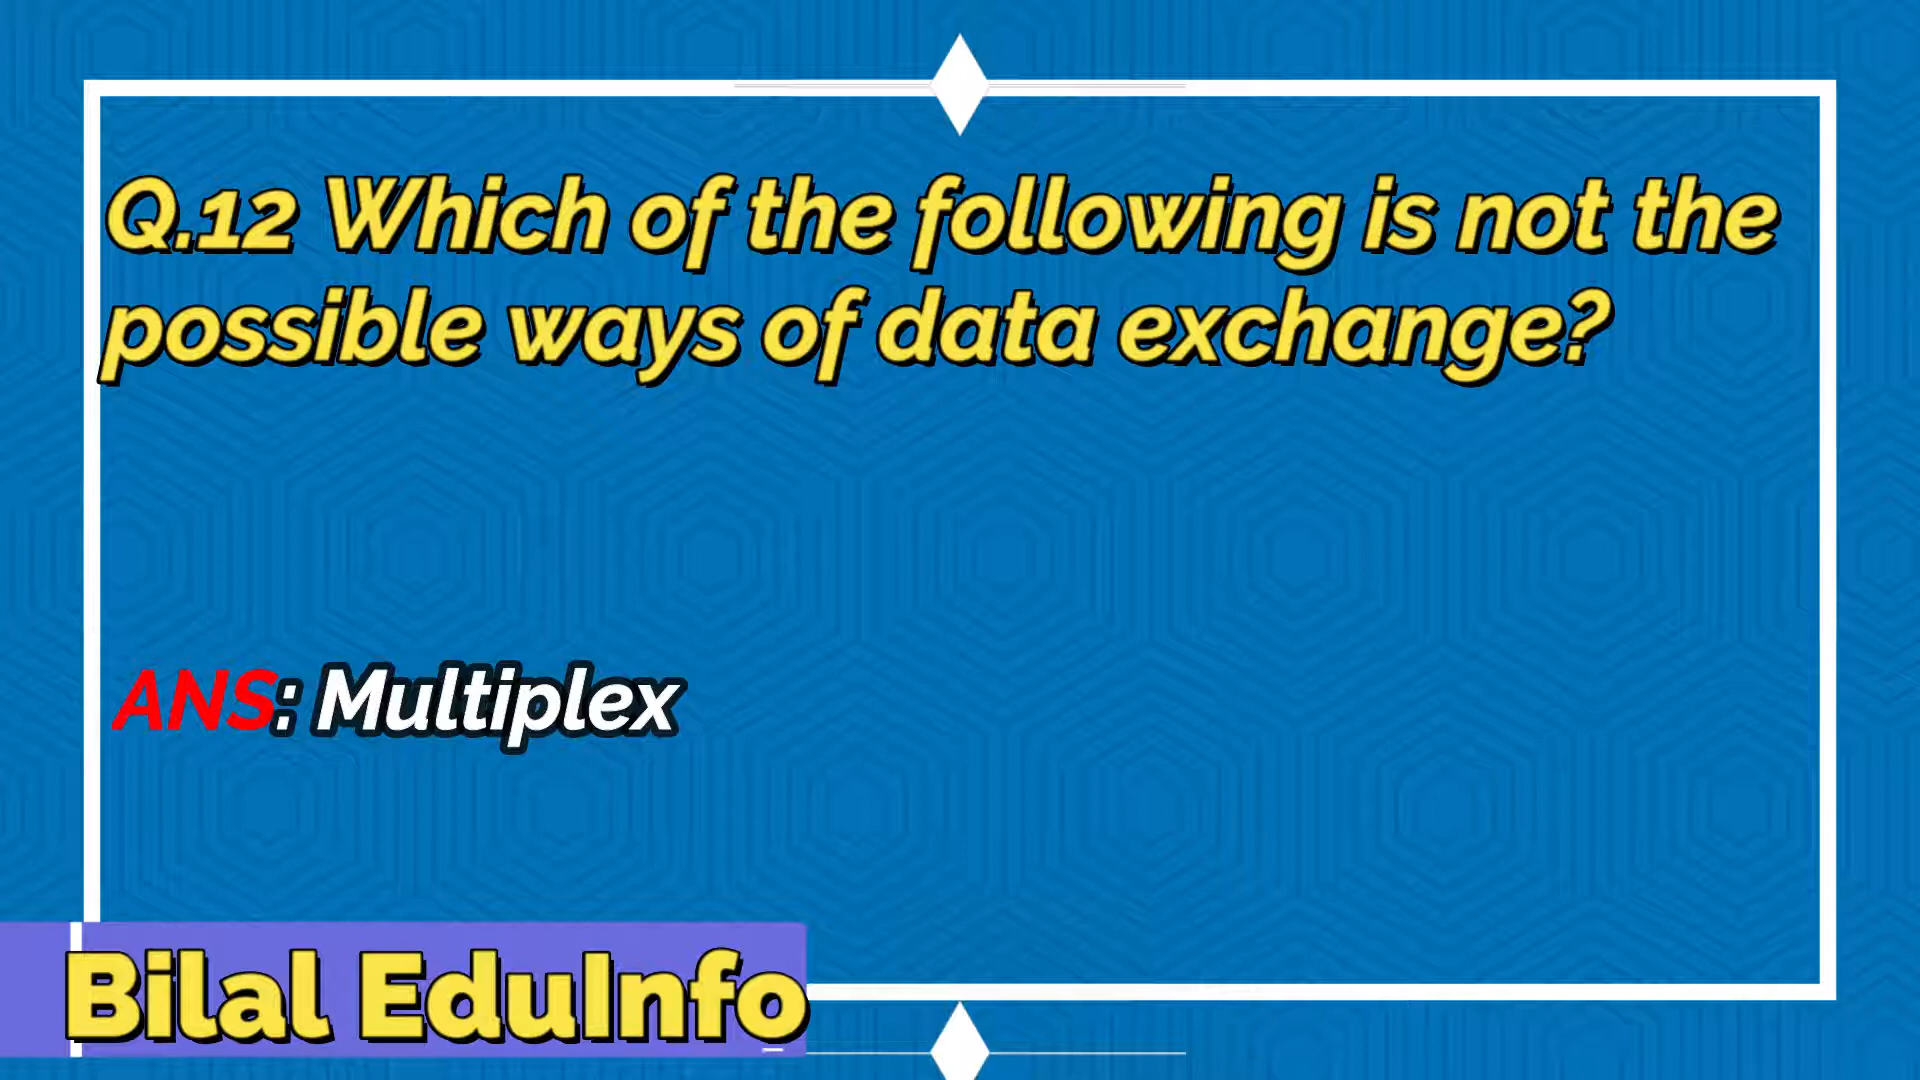 Q.12 Which of the following is not the
possible ways of data exchange?
ANS: Multiplex
Bilal EduInfo